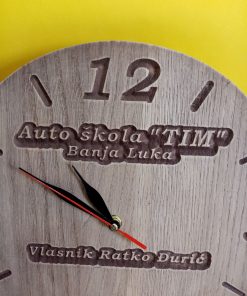 12
Auto škola "TIM"
Banja Luka
Vlasnik Ratko Đurić